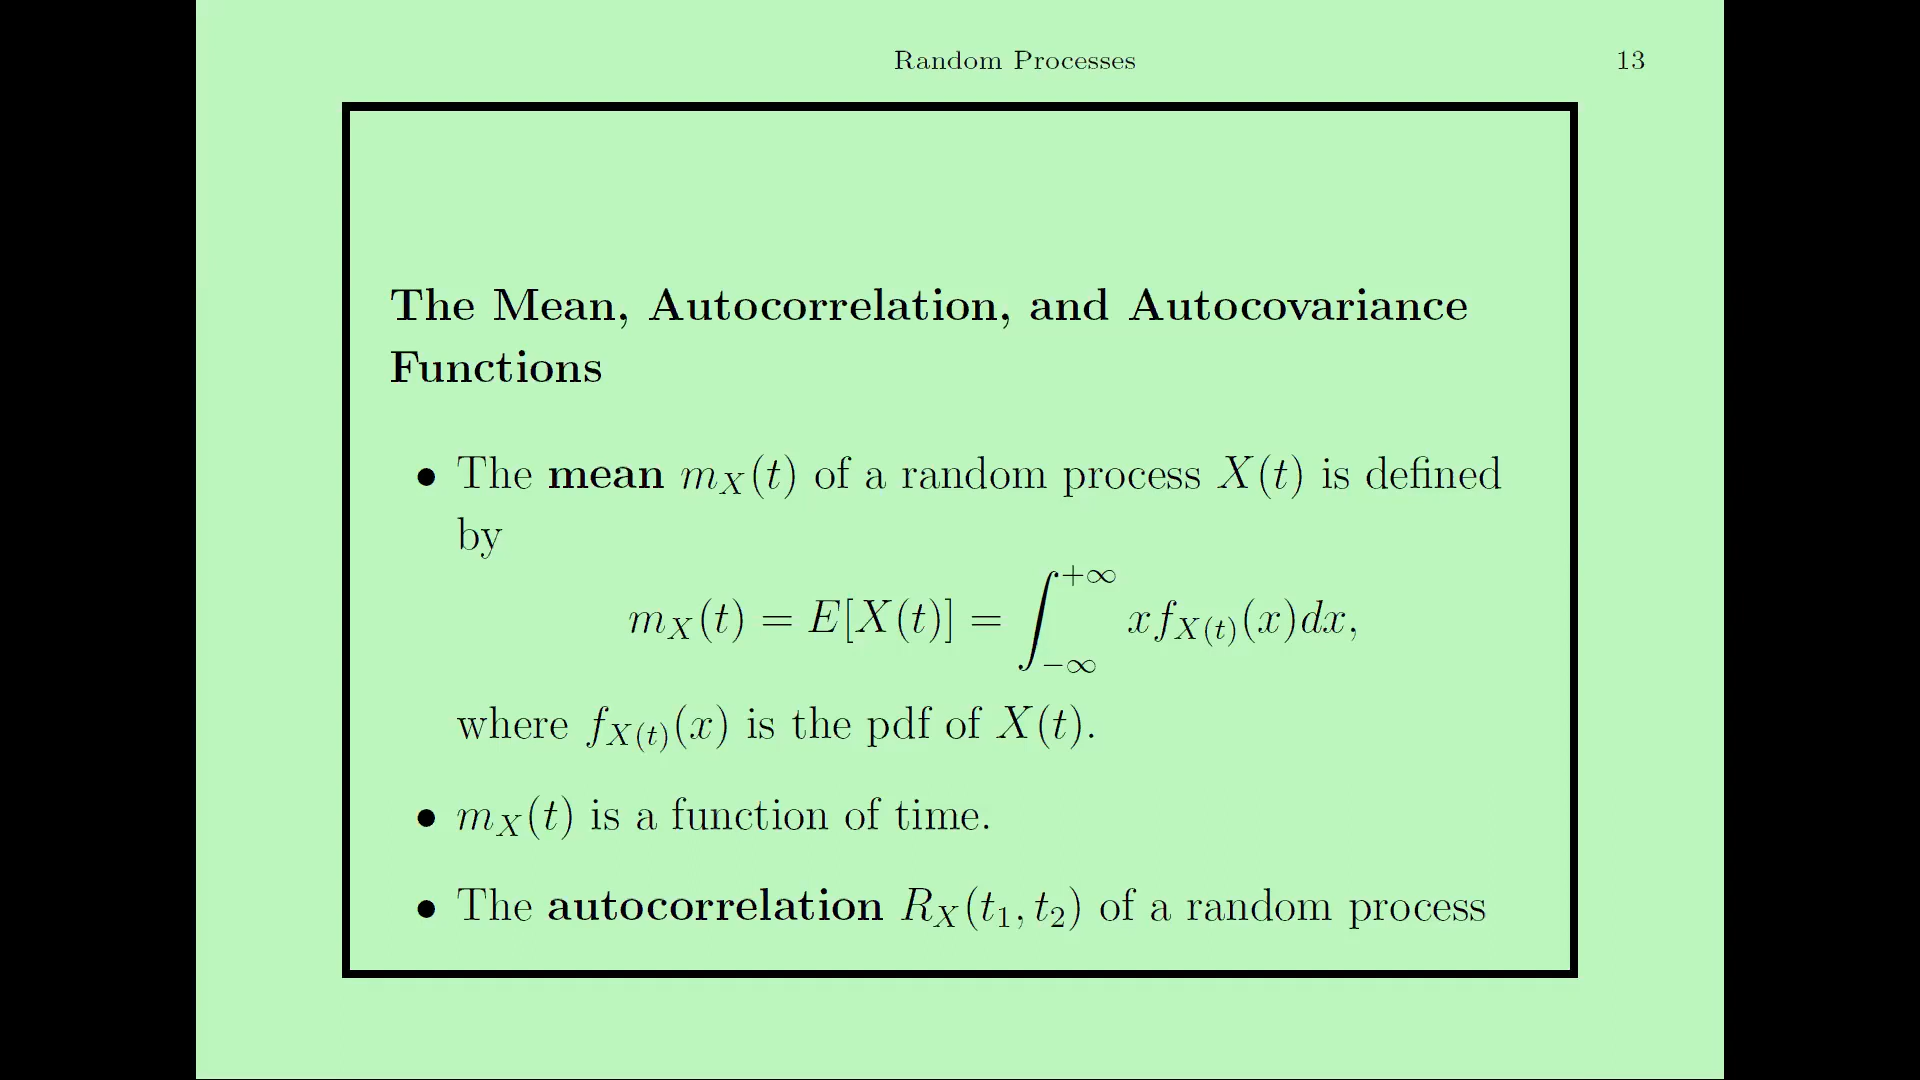 Random Processes 13
The Mean, Autocorrelation, and Autocovariance
Functions
• The mean m_X(t) of a random process X(t) is defined
by
m_X(t) = E[X(t)] = ∫_{−∞}^{+∞} x f_{X(t)}(x)dx,
where f_{X(t)}(x) is the pdf of X(t).
• m_X(t) is a function of time.
• The autocorrelation R_X(t_1, t_2) of a random process